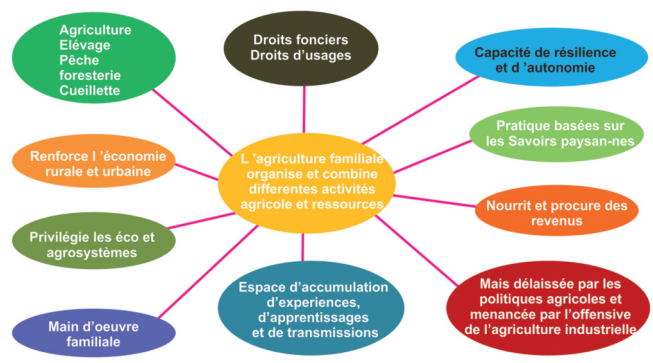 Agriculture
Elévage
Pêche
foresterie
Cueillette
Droits fonciers
Droits d'usages
Capacité de résilience
et d 'autonomie
Pratique basées sur
les Savoirs paysan-nes
Renforce l 'économie
rurale et urbaine
L 'agriculture familiale
organise et combine
differentes activités
agricole et ressources
Nourrit et procure des
revenus
Privilégie les éco et
agrosystèmes
Espace d'accumulation
d'experiences,
d'apprentissages
et de transmissions
Mais délaissée par les
politiques agricoles et
menancée par l'offensive
de l'agriculture industrielle
Main d'oeuvre
familiale